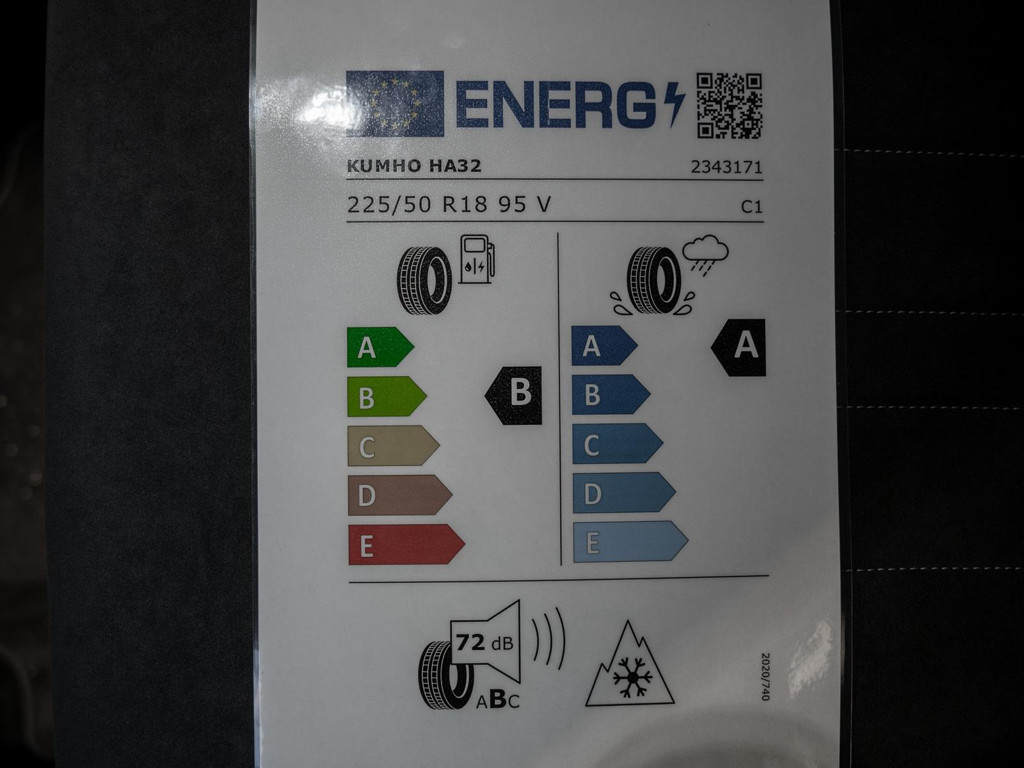 ENERG
KUMHO HA32 2343171
225/50 R18 95 V C1
A A
B B B
A
C C
D D
E E
72 dB
ABC
2020/740